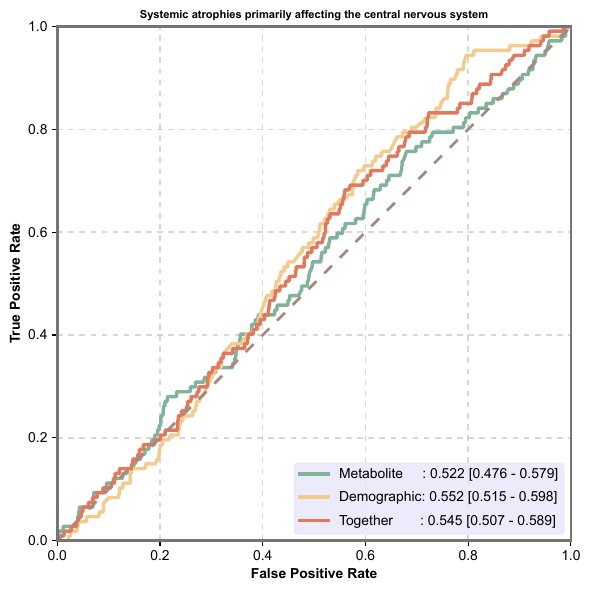 Systemic atrophies primarily affecting the central nervous system
1.0
0.8
0.6
0.4
0.2
0.0
True Positive Rate
Metabolite : 0.522 [0.476 - 0.579]
Demographic: 0.552 [0.515 - 0.598]
Together : 0.545 [0.507 - 0.589]
0.0 0.2 0.4 0.6 0.8 1.0
False Positive Rate